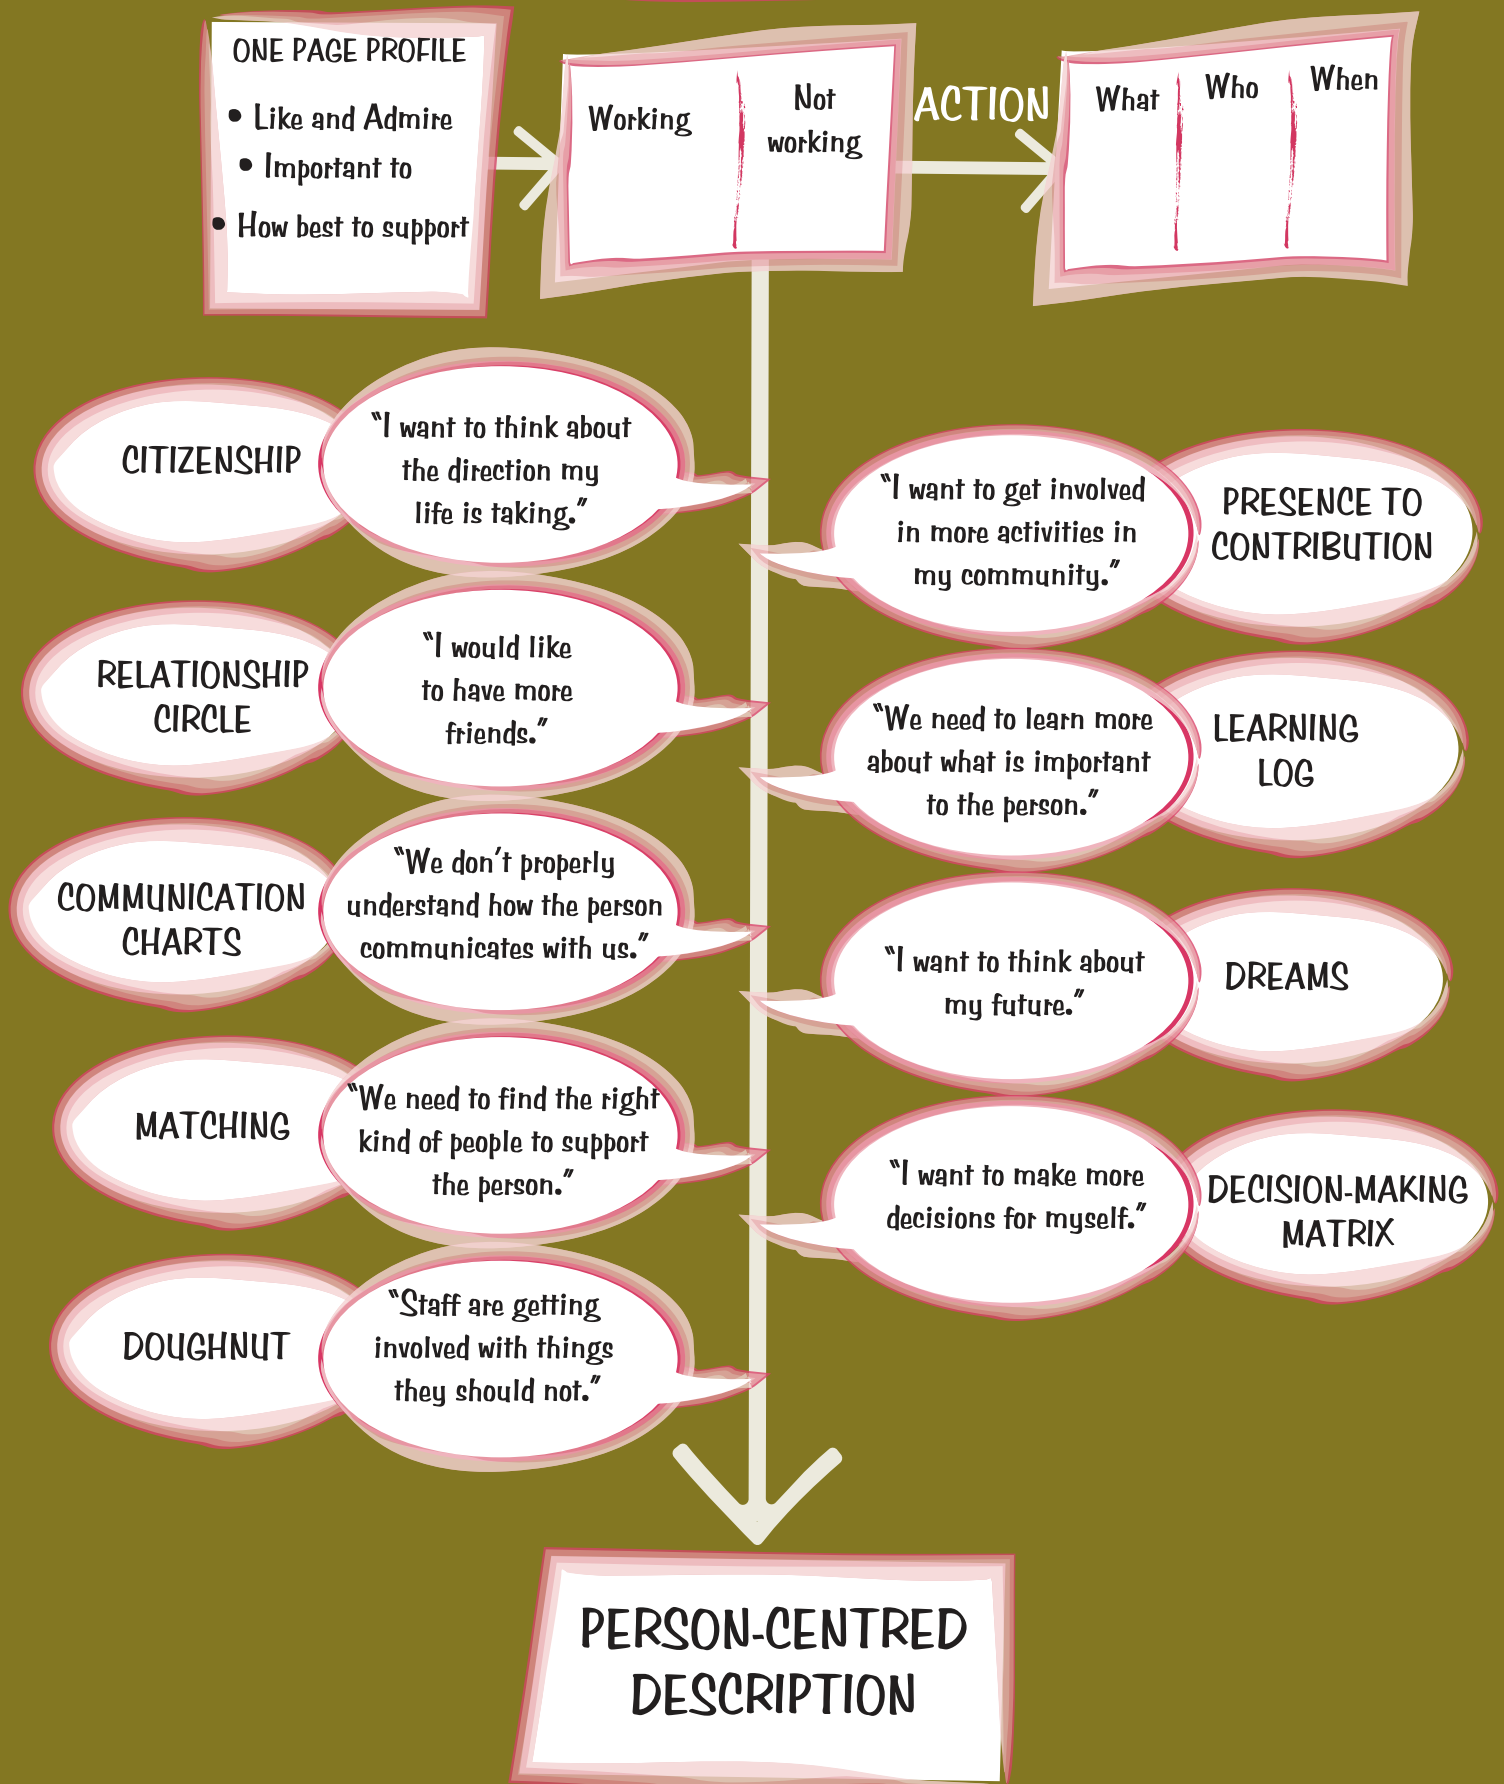 ONE PAGE PROFILE
• Like and Admire
• Important to
• How best to support
Working
Not
working
ACTION
What
Who
When
CITIZENSHIP
“I want to think about
the direction my
life is taking.”
“I want to get involved
in more activities in
my community.”
PRESENCE TO
CONTRIBUTION
RELATIONSHIP
CIRCLE
“I would like
to have more
friends.”
“We need to learn more
about what is important
to the person.”
LEARNING
LOG
COMMUNICATION
CHARTS
“We don’t properly
understand how the person
communicates with us.”
“I want to think about
my future.”
DREAMS
MATCHING
“We need to find the right
kind of people to support
the person.”
“I want to make more
decisions for myself.”
DECISION-MAKING
MATRIX
DOUGHNUT
“Staff are getting
involved with things
they should not.”
PERSON-CENTRED
DESCRIPTION